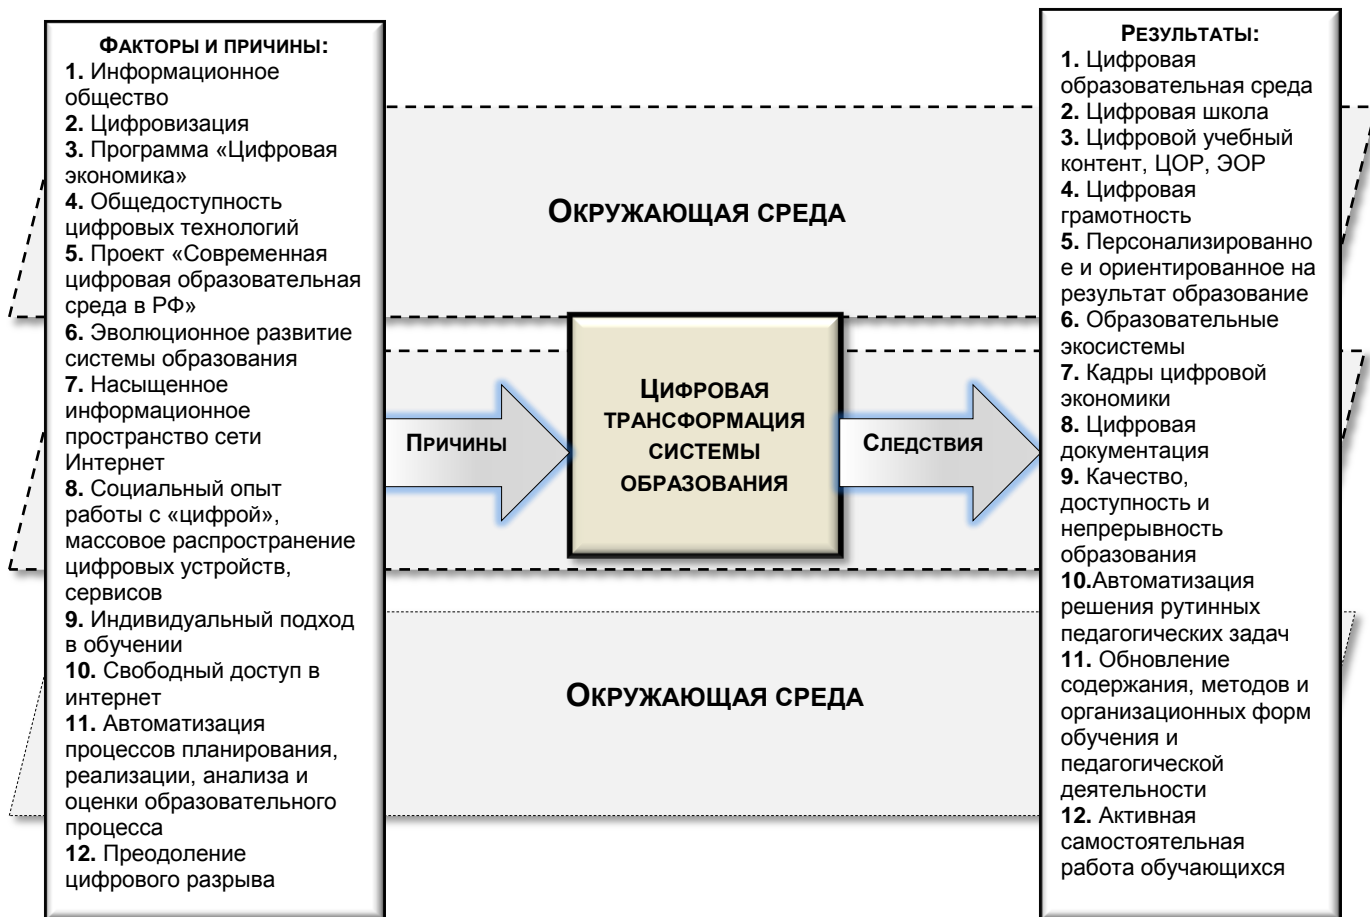 ФАКТОРЫ И ПРИЧИНЫ:
1. Информационное
общество
2. Цифровизация
3. Программа «Цифровая
экономика»
4. Общедоступность
цифровых технологий
5. Проект «Современная
цифровая образовательная
среда в РФ»
6. Эволюционное развитие
системы образования
7. Насыщенное
информационное
пространство сети
Интернет
8. Социальный опыт
работы с «цифрой»,
массовое распространение
цифровых устройств,
сервисов
9. Индивидуальный подход
в обучении
10. Свободный доступ в
интернет
11. Автоматизация
процессов планирования,
реализации, анализа и
оценки образовательного
процесса
12. Преодоление
цифрового разрыва
ОКРУЖАЮЩАЯ СРЕДА
ПРИЧИНЫ
ЦИФРОВАЯ
ТРАНСФОРМАЦИЯ
СИСТЕМЫ
ОБРАЗОВАНИЯ
СЛЕДСТВИЯ
ОКРУЖАЮЩАЯ СРЕДА
РЕЗУЛЬТАТЫ:
1. Цифровая
образовательная среда
2. Цифровая школа
3. Цифровой учебный
контент, ЦОР, ЭОР
4. Цифровая
грамотность
5. Персонализированно
е и ориентированное на
результат образование
6. Образовательные
экосистемы
7. Кадры цифровой
экономики
8. Цифровая
документация
9. Качество,
доступность и
непрерывность
образования
10.Автоматизация
решения рутинных
педагогических задач
11. Обновление
содержания, методов и
организационных форм
обучения и
педагогической
деятельности
12. Активная
самостоятельная
работа обучающихся